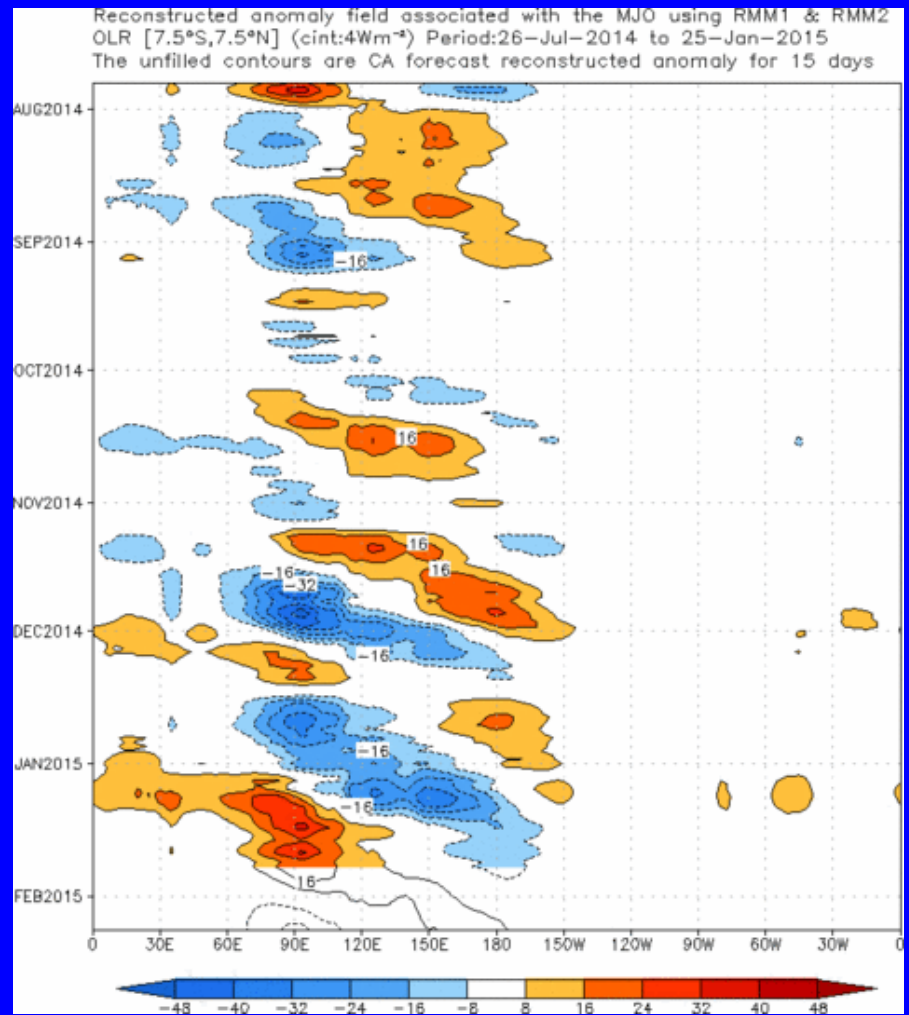 Reconstructed anomaly field associated with the MJO using RMM1 & RMM2
OLR [7.5°S,7.5°N] (cint:4Wm⁻²) Period:26-Jul-2014 to 25-Jan-2015
The unfilled contours are CA forecast reconstructed anomaly for 15 days
AUG2014
SEP2014
-16
OCT2014
16
NOV2014
16
-16
16
-32
DEC2014
-16
-16
JAN2015
-16
16
FEB2015
0 30E 60E 90E 120E 150E 180 150W 120W 90W 60W 30W 0
-48 -40 -32 -24 -16 -8 8 16 24 32 40 48